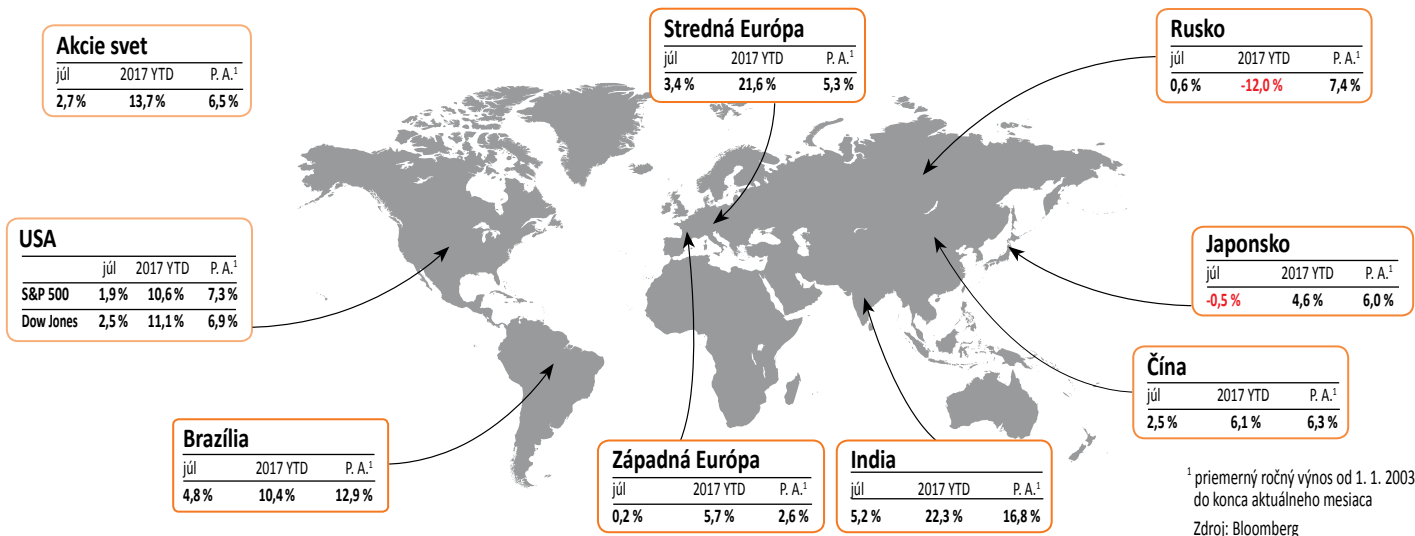 Akcie svet
júl 2017 YTD P. A.¹
2,7 % 13,7 % 6,5 %
Stredná Európa
júl 2017 YTD P. A.¹
3,4 % 21,6 % 5,3 %
Rusko
júl 2017 YTD P. A.¹
0,6 % -12,0 % 7,4 %
USA
júl 2017 YTD P. A.¹
S&P 500 1,9 % 10,6 % 7,3 %
Dow Jones 2,5 % 11,1 % 6,9 %
Japonsko
júl 2017 YTD P. A.¹
-0,5 % 4,6 % 6,0 %
Čína
júl 2017 YTD P. A.¹
2,5 % 6,1 % 6,3 %
Brazília
júl 2017 YTD P. A.¹
4,8 % 10,4 % 12,9 %
Západná Európa
júl 2017 YTD P. A.¹
0,2 % 5,7 % 2,6 %
India
júl 2017 YTD P. A.¹
5,2 % 22,3 % 16,8 %
¹ priemerný ročný výnos od 1. 1. 2003
do konca aktuálneho mesiaca
Zdroj: Bloomberg